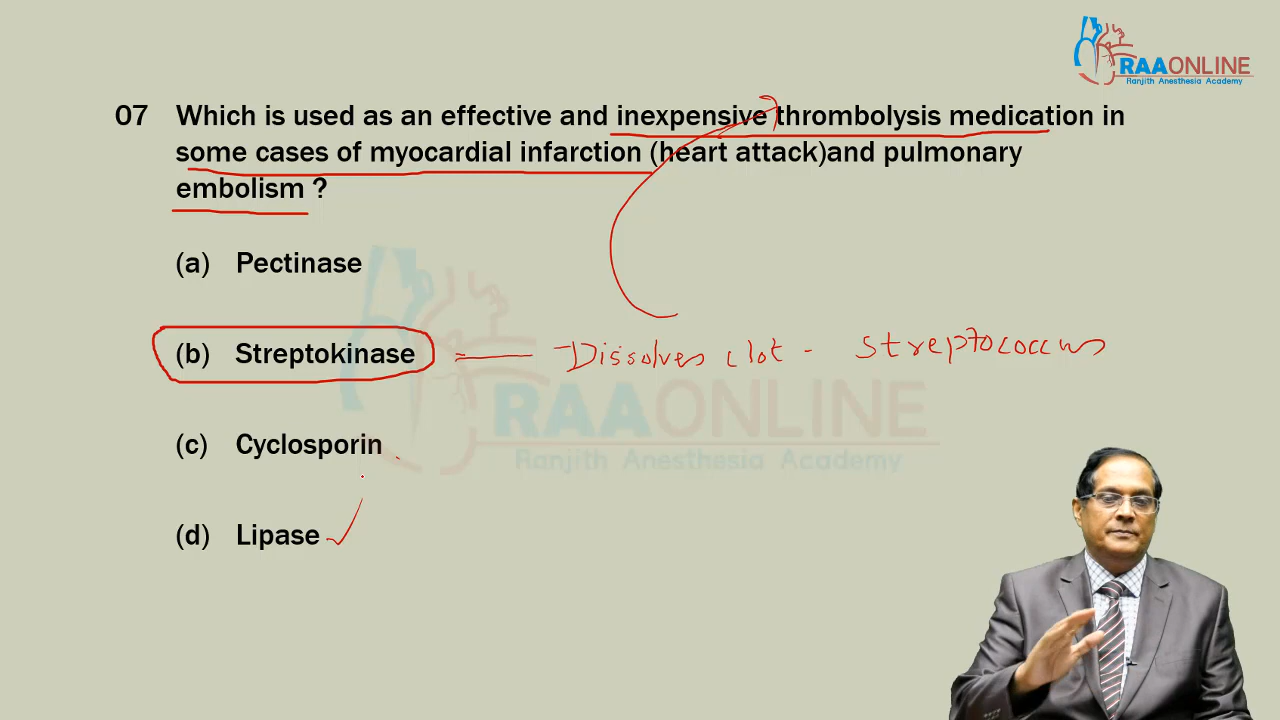 RAAONLINE
Ranjith Anesthesia Academy
07 Which is used as an effective and inexpensive thrombolysis medication in
some cases of myocardial infarction (heart attack)and pulmonary
embolism ?
(a) Pectinase
(b) Streptokinase
Dissolves clot - streptococcus
RAAONLINE
Ranjith Anesthesia Academy
(c) Cyclosporin
(d) Lipase